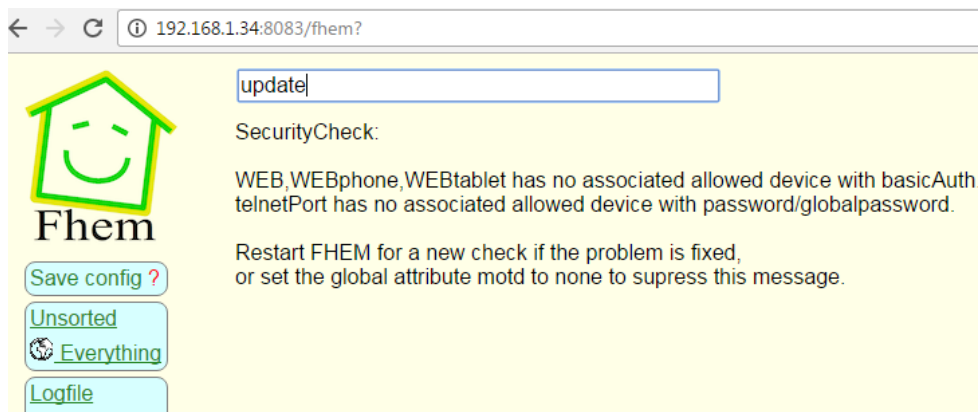 192.168.1.34:8083/fhem?
update
SecurityCheck:
WEB,WEBphone,WEBtablet has no associated allowed device with basicAuth
telnetPort has no associated allowed device with password/globalpassword.
Restart FHEM for a new check if the problem is fixed,
or set the global attribute motd to none to supress this message.
Fhem
Save config ?
Unsorted
Everything
Logfile